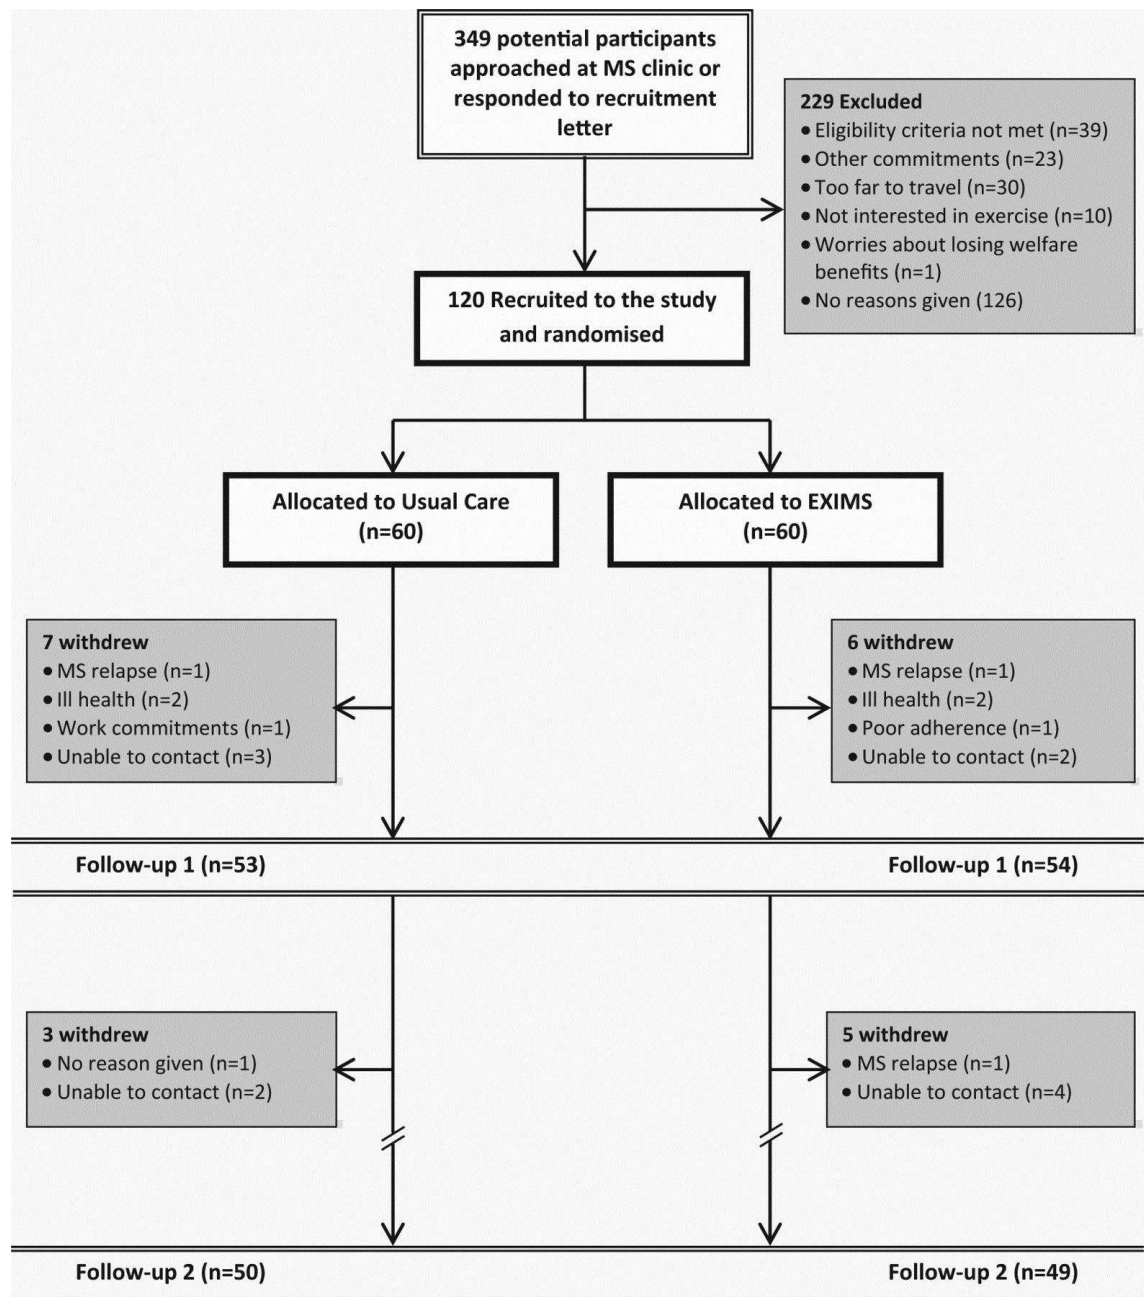 349 potential participants
approached at MS clinic or
responded to recruitment
letter
229 Excluded
• Eligibility criteria not met (n=39)
• Other commitments (n=23)
• Too far to travel (n=30)
• Not interested in exercise (n=10)
• Worries about losing welfare
benefits (n=1)
• No reasons given (126)
120 Recruited to the study
and randomised
Allocated to Usual Care
(n=60)
Allocated to EXIMS
(n=60)
7 withdrew
• MS relapse (n=1)
• Ill health (n=2)
• Work commitments (n=1)
• Unable to contact (n=3)
6 withdrew
• MS relapse (n=1)
• Ill health (n=2)
• Poor adherence (n=1)
• Unable to contact (n=2)
Follow-up 1 (n=53)
Follow-up 1 (n=54)
3 withdrew
• No reason given (n=1)
• Unable to contact (n=2)
5 withdrew
• MS relapse (n=1)
• Unable to contact (n=4)
Follow-up 2 (n=50)
Follow-up 2 (n=49)